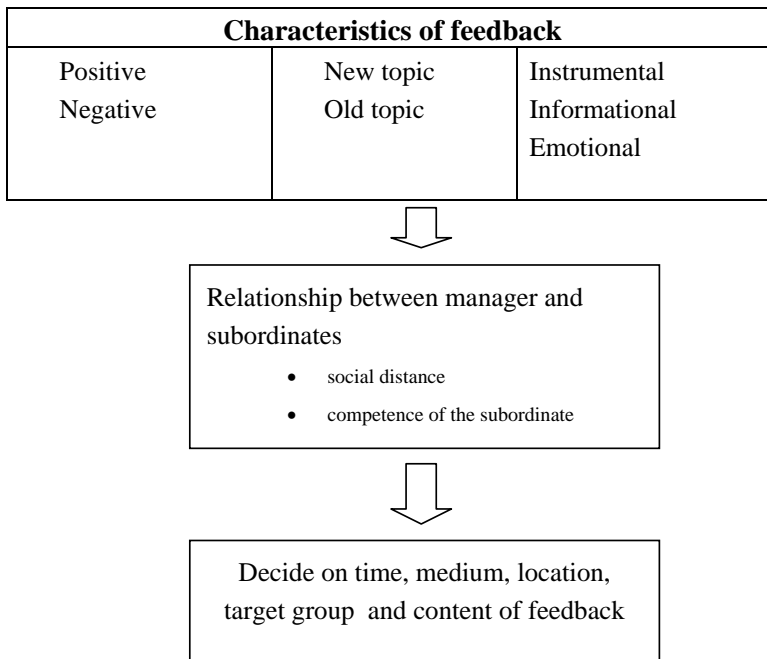 Characteristics of feedback
Positive
Negative
New topic
Old topic
Instrumental
Informational
Emotional
Relationship between manager and
subordinates
• social distance
• competence of the subordinate
Decide on time, medium, location,
target group and content of feedback